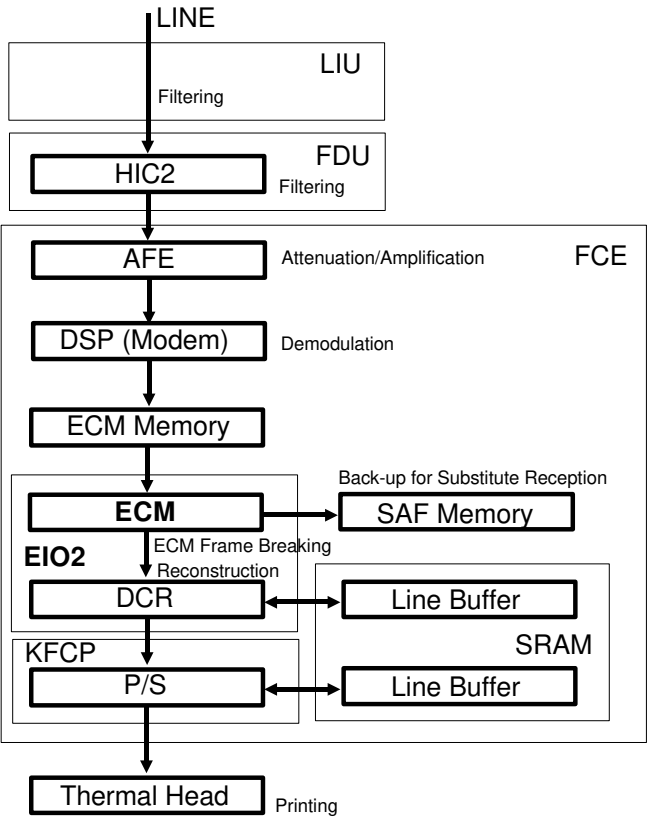 LINE
LIU
Filtering
FDU
HIC2
Filtering
FCE
AFE
Attenuation/Amplification
DSP (Modem)
Demodulation
ECM Memory
Back-up for Substitute Reception
ECM
SAF Memory
EIO2
ECM Frame Breaking
Reconstruction
DCR
Line Buffer
SRAM
KFCP
P/S
Line Buffer
Thermal Head
Printing